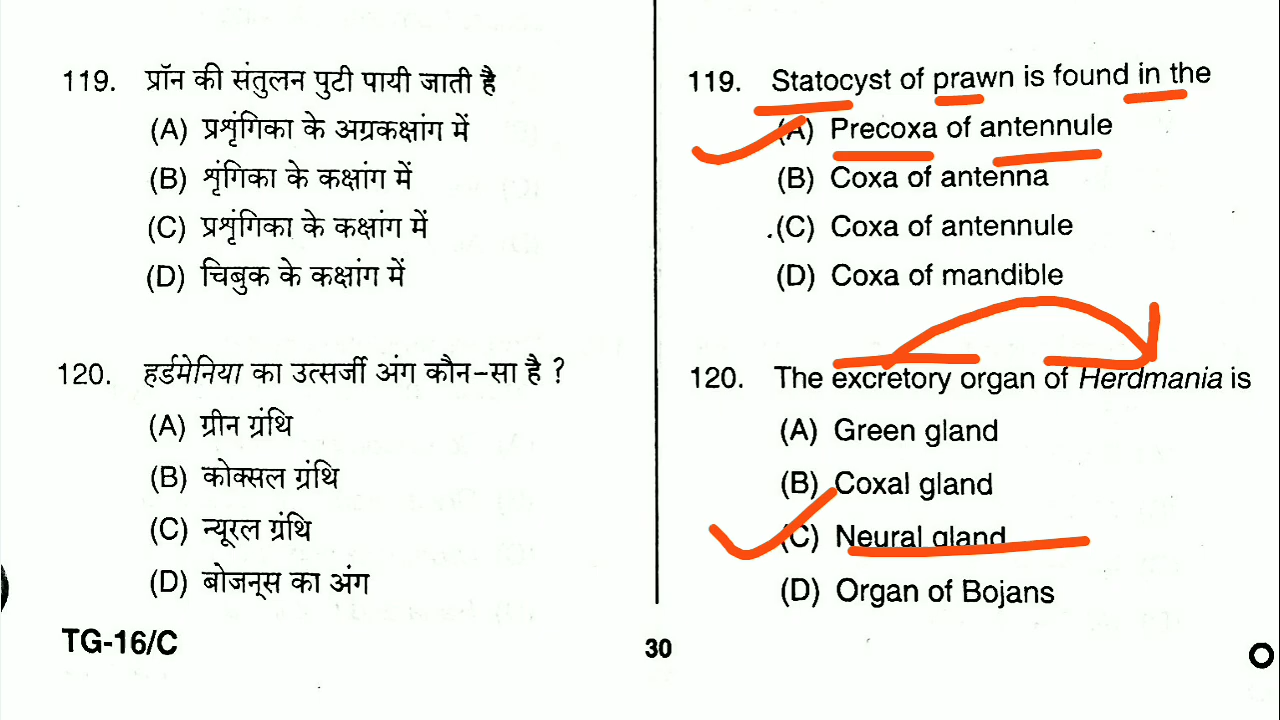 119. प्रॉन की संतुलन पुटी पायी जाती है
(A) प्रशृंगिका के अग्रकक्षांग में
(B) शृंगिका के कक्षांग में
(C) प्रशृंगिका के कक्षांग में
(D) चिबुक के कक्षांग में
120. हर्डमेनिया का उत्सर्जी अंग कौन-सा है ?
(A) ग्रीन ग्रंथि
(B) कोक्सल ग्रंथि
(C) न्यूरल ग्रंथि
(D) बोजनूस का अंग
119. Statocyst of prawn is found in the
(A) Precoxa of antennule
(B) Coxa of antenna
(C) Coxa of antennule
(D) Coxa of mandible
120. The excretory organ of Herdmania is
(A) Green gland
(B) Coxal gland
(C) Neural gland
(D) Organ of Bojans
TG-16/C
30